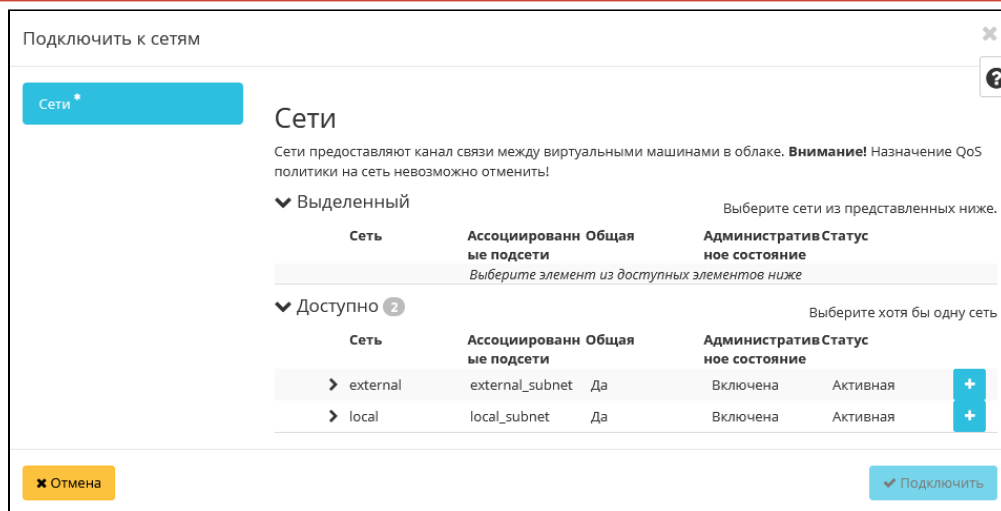 Подключить к сетям
Сети *
Сети
Сети предоставляют канал связи между виртуальными машинами в облаке. Внимание! Назначение QoS
политики на сеть невозможно отменить!
Выделенный
Выберите сети из представленных ниже.
Сеть Ассоциированн Общая Административ Статус
ые подсети ное состояние
Выберите элемент из доступных элементов ниже
Доступно 2
Выберите хотя бы одну сеть
Сеть Ассоциированн Общая Административ Статус
ые подсети ное состояние
external external_subnet Да Включена Активная +
local local_subnet Да Включена Активная +
Отмена Подключить